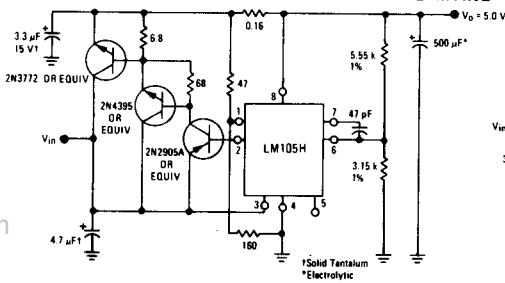 V₀ = 5.0 V
3.3 µF
15 V†
6.8
0.16
5.55 k
1%
500 µF*
2N3772 OR EQUIV
68
47
2N4395
OR
EQUIV
8
1
7
47 pF
2
6
LM105H
Vin
2N2905A
OR
EQUIV
3.15 k
1%
3
4
5
4.7 µF†
160
†Solid Tantalum
*Electrolytic
Vin